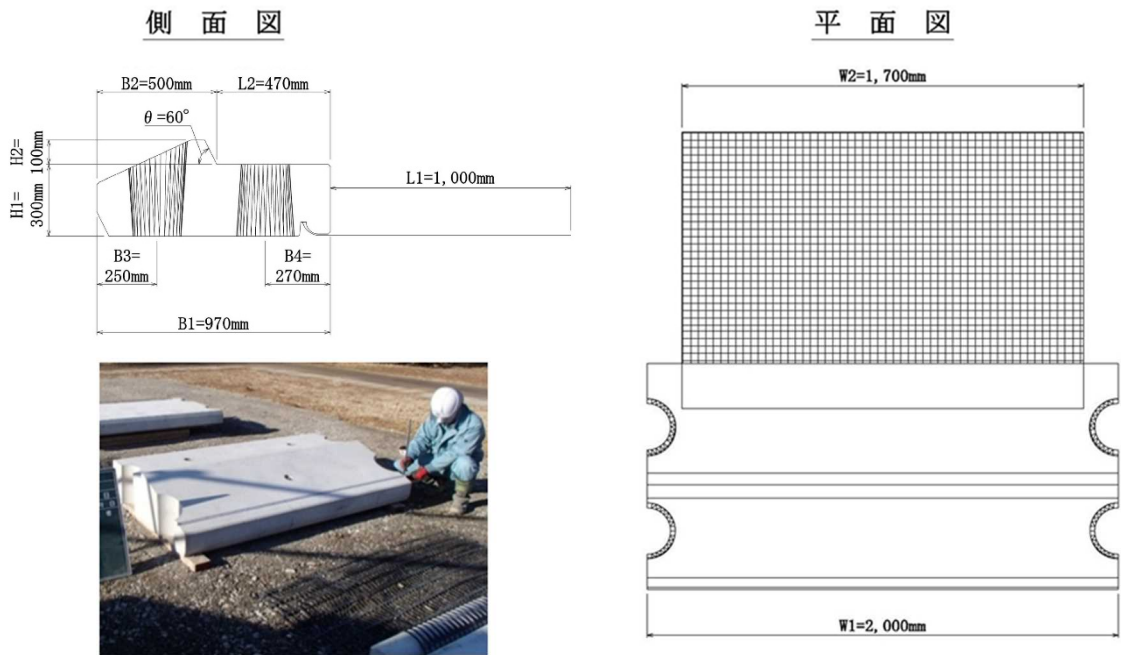 側 面 図
B2=500mm
L2=470mm
θ=60°
H2=
100mm
H1=
300mm
L1=1,000mm
B3=
250mm
B4=
270mm
B1=970mm
平 面 図
W2=1,700mm
W1=2,000mm